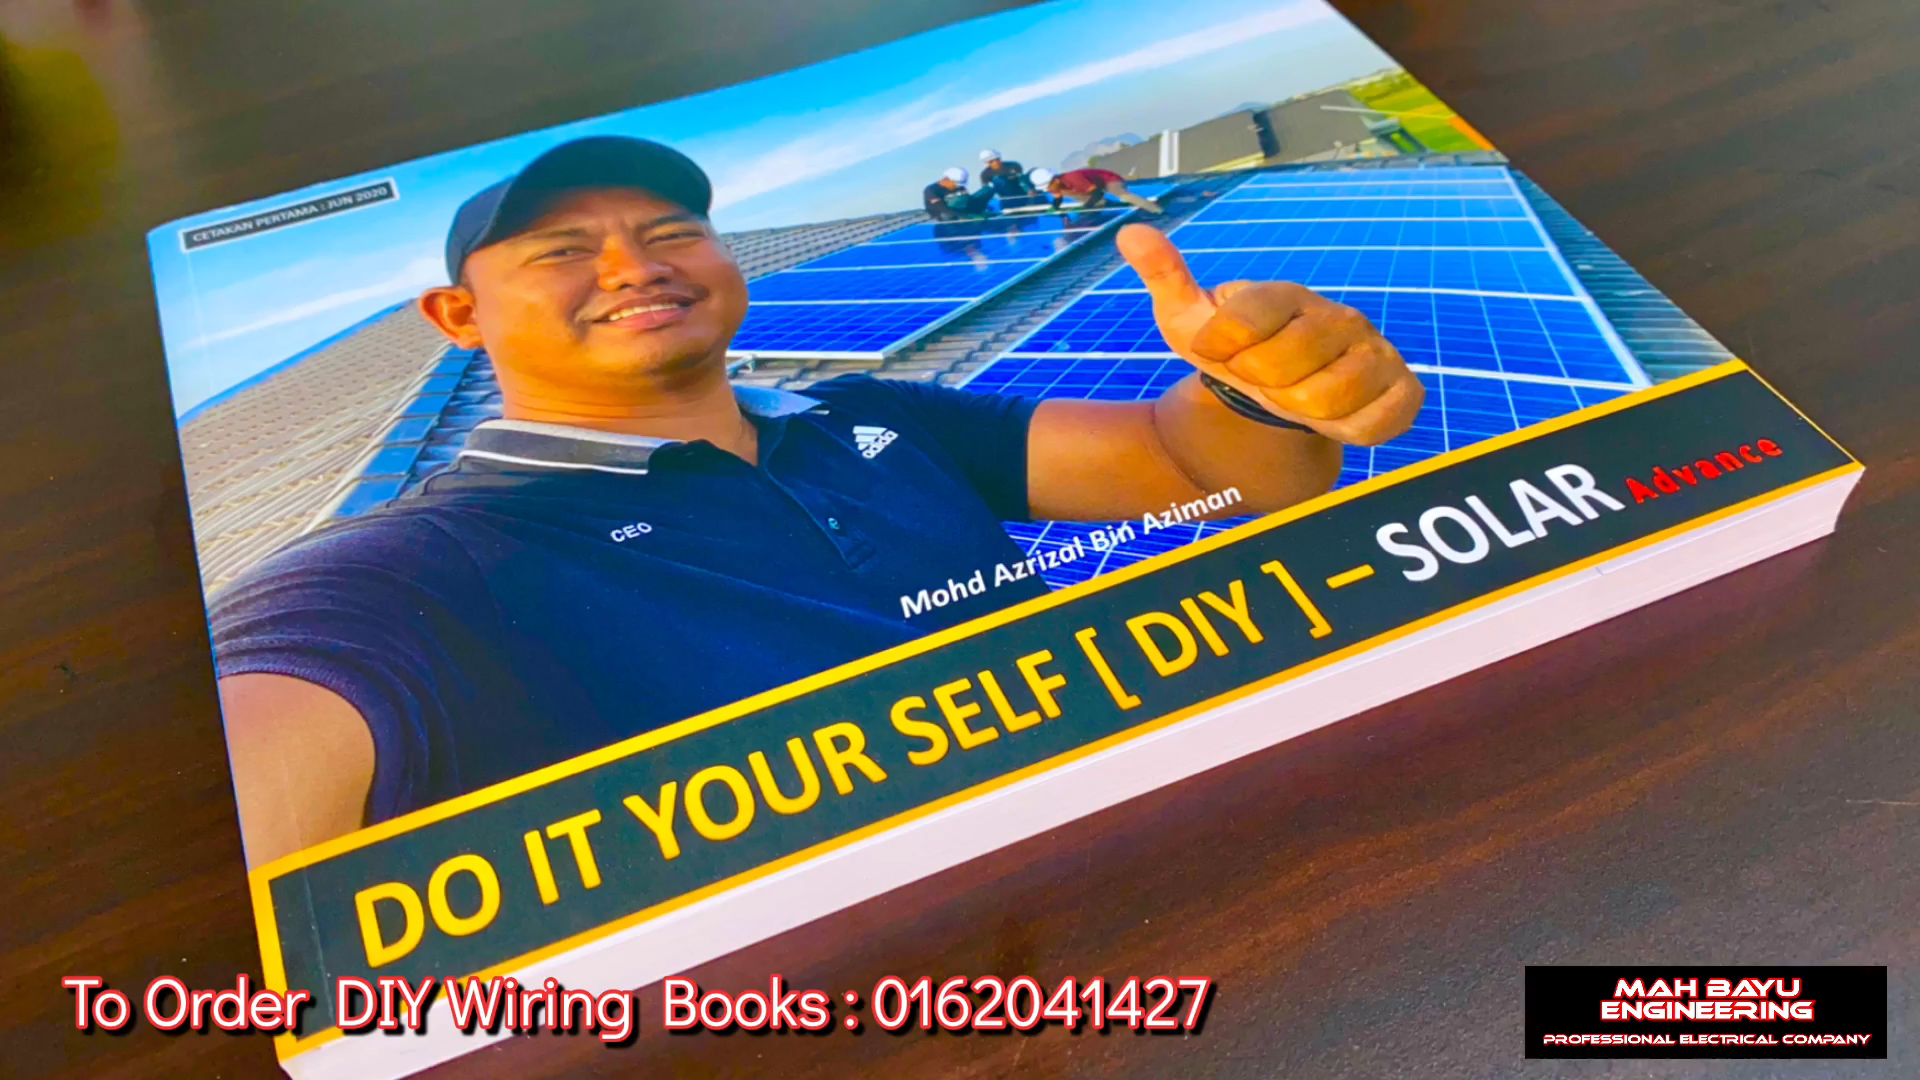 CETAKAN PERTAMA : JUN 2020
adidas
CEO
Mohd Azrizal Bin Aziman
DO IT YOUR SELF [ DIY ] – SOLAR Advance
To Order DIY Wiring Books : 0162041427
MAH BAYU
ENGINEERING
PROFESSIONAL ELECTRICAL COMPANY